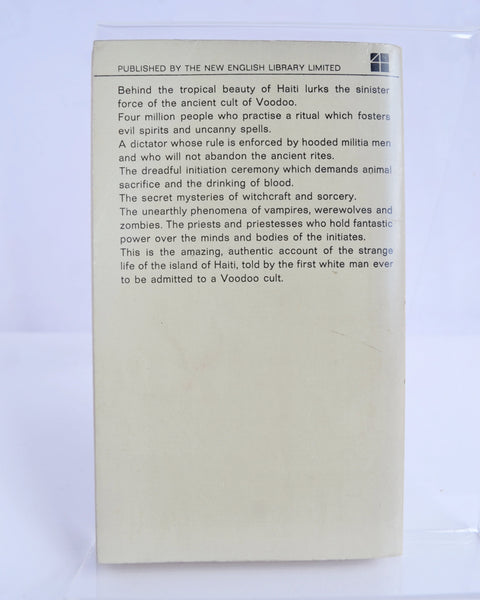 PUBLISHED BY THE NEW ENGLISH LIBRARY LIMITED
Behind the tropical beauty of Haiti lurks the sinister
force of the ancient cult of Voodoo.
Four million people who practise a ritual which fosters
evil spirits and uncanny spells.
A dictator whose rule is enforced by hooded militia men
and who will not abandon the ancient rites.
The dreadful initiation ceremony which demands animal
sacrifice and the drinking of blood.
The secret mysteries of witchcraft and sorcery.
The unearthly phenomena of vampires, werewolves and
zombies. The priests and priestesses who hold fantastic
power over the minds and bodies of the initiates.
This is the amazing, authentic account of the strange
life of the island of Haiti, told by the first white man ever
to be admitted to a Voodoo cult.